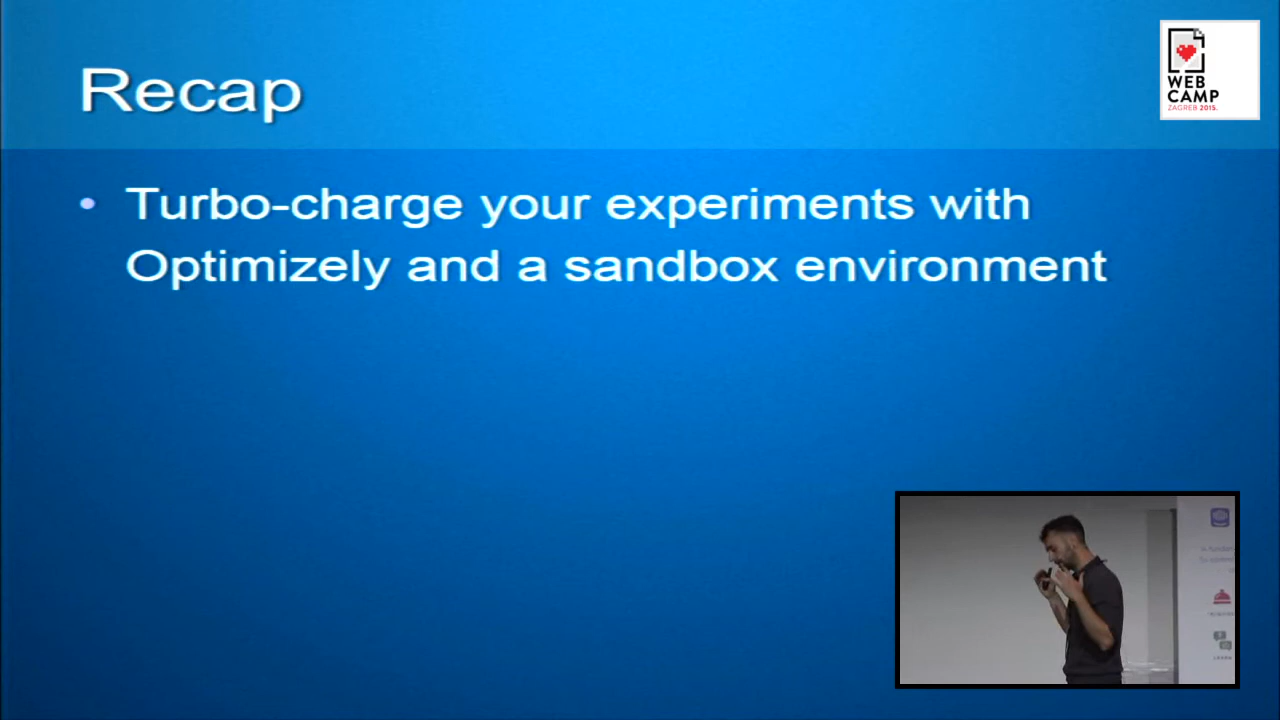 Recap
WEB
CAMP
ZAGREB 2015.
• Turbo-charge your experiments with
Optimizely and a sandbox environment